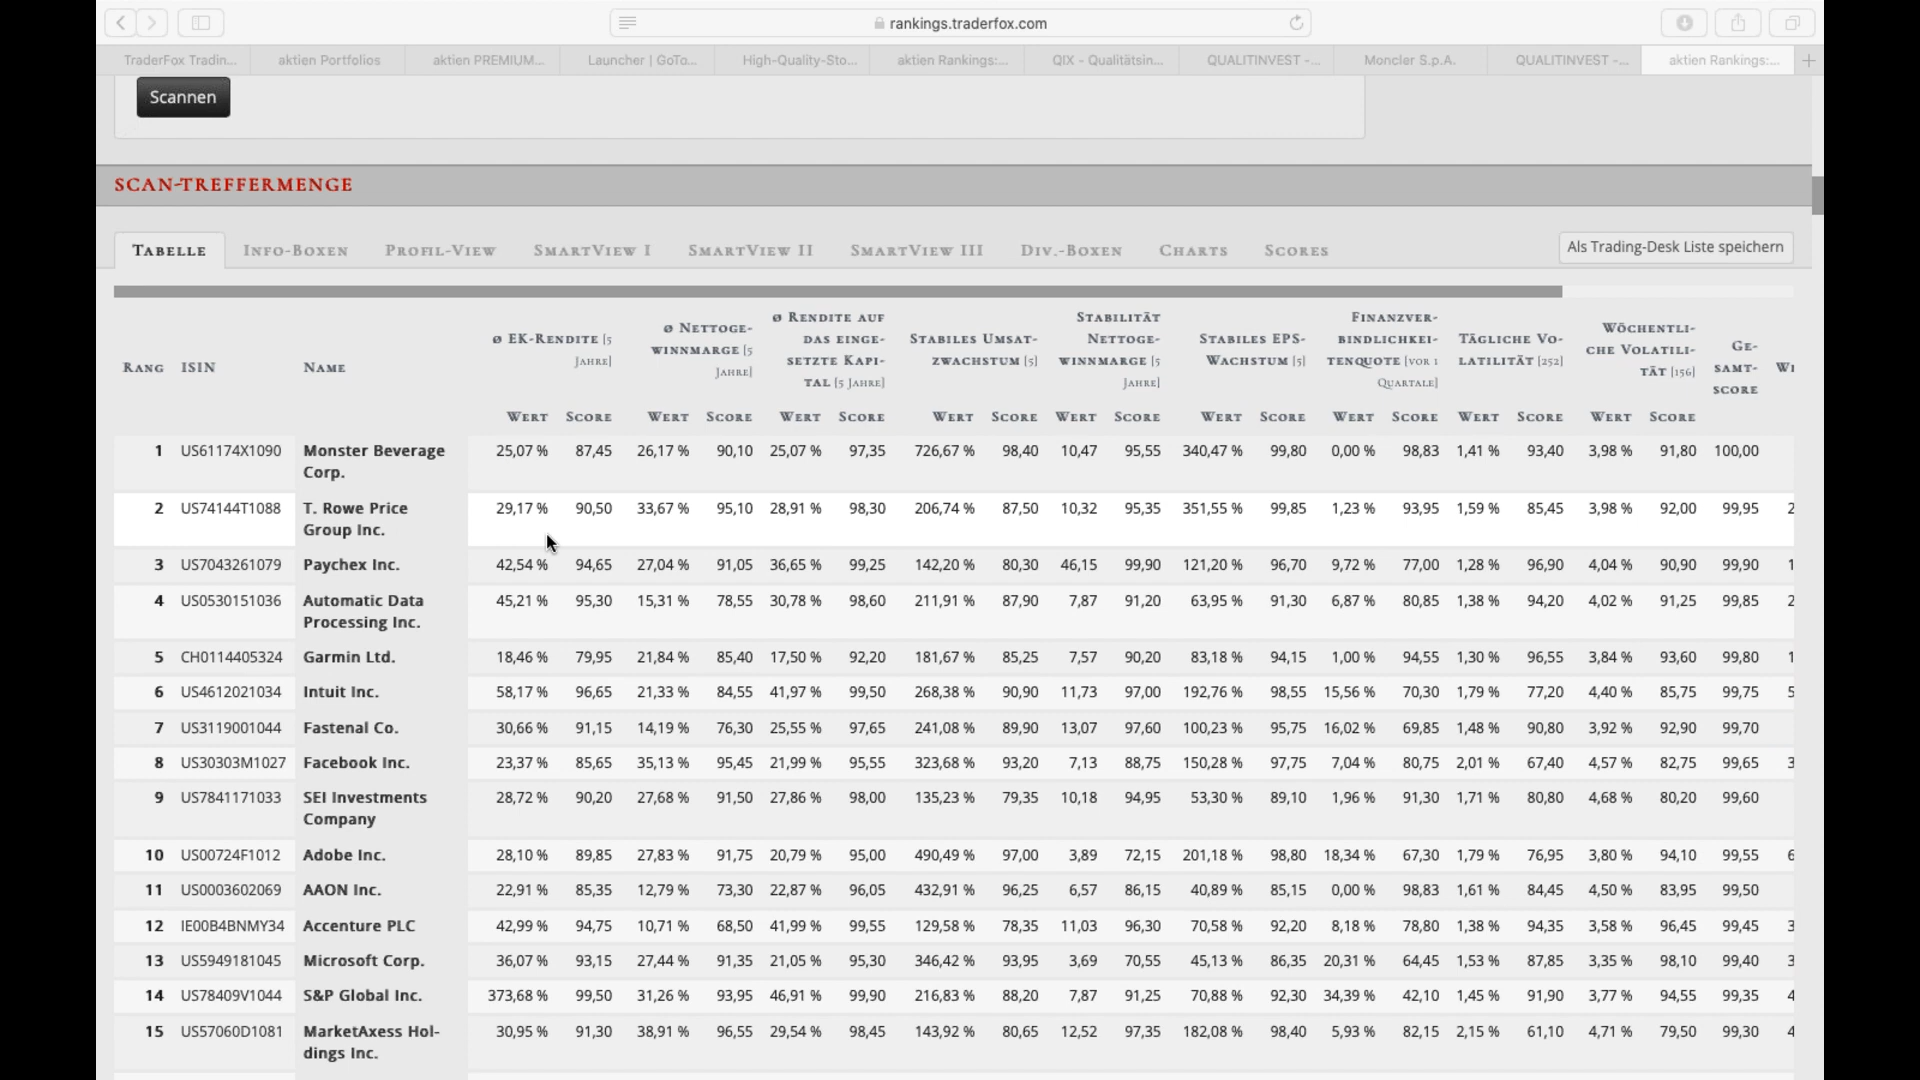 rankings.traderfox.com
TraderFox Tradin... aktien Portfolios aktien PREMIUM... Launcher | GoTo... High-Quality-Sto... aktien Rankings:... QIX - Qualitätsin... QUALITINVEST -... Moncler S.p.A. QUALITINVEST -... aktien Rankings:...
Scannen
SCAN-TREFFERMENGE
TABELLE INFO-BOXEN PROFIL-VIEW SMARTVIEW I SMARTVIEW II SMARTVIEW III DIV.-BOXEN CHARTS SCORES Als Trading-Desk Liste speichern
RANG ISIN NAME
Ø EK-RENDITE [5
JAHRE]
Ø NETTOGE-
WINNMARGE [5
JAHRE]
Ø RENDITE AUF
DAS EINGE-
SETZTE KAPI-
TAL [5 JAHRE]
STABILES UMSAT-
ZWACHSTUM [5]
STABILITÄT
NETTOGE-
WINNMARGE [5
JAHRE]
STABILES EPS-
WACHSTUM [5]
FINANZVER-
BINDLICHKEI-
TENQUOTE [VOR 1
QUARTALE]
TÄGLICHE VO-
LATILITÄT [252]
WÖCHENTLI-
CHE VOLATILI-
TÄT [156]
GE-
SAMT-
SCORE
WERT SCORE WERT SCORE WERT SCORE WERT SCORE WERT SCORE WERT SCORE WERT SCORE WERT SCORE WERT SCORE
1 US61174X1090 Monster Beverage 25,07 % 87,45 26,17 % 90,10 25,07 % 97,35 726,67 % 98,40 10,47 95,55 340,47 % 99,80 0,00 % 98,83 1,41 % 93,40 3,98 % 91,80 100,00
Corp.
2 US74144T1088 T. Rowe Price 29,17 % 90,50 33,67 % 95,10 28,91 % 98,30 206,74 % 87,50 10,32 95,35 351,55 % 99,85 1,23 % 93,95 1,59 % 85,45 3,98 % 92,00 99,95
Group Inc.
3 US7043261079 Paychex Inc. 42,54 % 94,65 27,04 % 91,05 36,65 % 99,25 142,20 % 80,30 46,15 99,90 121,20 % 96,70 9,72 % 77,00 1,28 % 96,90 4,04 % 90,90 99,90
4 US0530151036 Automatic Data 45,21 % 95,30 15,31 % 78,55 30,78 % 98,60 211,91 % 87,90 7,87 91,20 63,95 % 91,30 6,87 % 80,85 1,38 % 94,20 4,02 % 91,25 99,85
Processing Inc.
5 CH0114405324 Garmin Ltd. 18,46 % 79,95 21,84 % 85,40 17,50 % 92,20 181,67 % 85,25 7,57 90,20 83,18 % 94,15 1,00 % 94,55 1,30 % 96,55 3,84 % 93,60 99,80
6 US4612021034 Intuit Inc. 58,17 % 96,65 21,33 % 84,55 41,97 % 99,50 268,38 % 90,90 11,73 97,00 192,76 % 98,55 15,56 % 70,30 1,79 % 77,20 4,40 % 85,75 99,75
7 US3119001044 Fastenal Co. 30,66 % 91,15 14,19 % 76,30 25,55 % 97,65 241,08 % 89,90 13,07 97,60 100,23 % 95,75 16,02 % 69,85 1,48 % 90,80 3,92 % 92,90 99,70
8 US30303M1027 Facebook Inc. 23,37 % 85,65 35,13 % 95,45 21,99 % 95,55 323,68 % 93,20 7,13 88,75 150,28 % 97,75 7,04 % 80,75 2,01 % 67,40 4,57 % 82,75 99,65
9 US7841171033 SEI Investments 28,72 % 90,20 27,68 % 91,50 27,86 % 98,00 135,23 % 79,35 10,18 94,95 53,30 % 89,10 1,96 % 91,30 1,71 % 80,80 4,68 % 80,20 99,60
Company
10 US00724F1012 Adobe Inc. 28,10 % 89,85 27,83 % 91,75 20,79 % 95,00 490,49 % 97,00 3,89 72,15 201,18 % 98,80 18,34 % 67,30 1,79 % 76,95 3,80 % 94,10 99,55
11 US0003602069 AAON Inc. 22,91 % 85,35 12,79 % 73,30 22,87 % 96,05 432,91 % 96,25 6,57 86,15 40,89 % 85,15 0,00 % 98,83 1,61 % 84,45 4,50 % 83,95 99,50
12 IE00B4BNMY34 Accenture PLC 42,99 % 94,75 10,71 % 68,50 41,99 % 99,55 129,58 % 78,35 11,03 96,30 70,58 % 92,20 8,18 % 78,80 1,38 % 94,35 3,58 % 96,45 99,45
13 US5949181045 Microsoft Corp. 36,07 % 93,15 27,44 % 91,35 21,05 % 95,30 346,42 % 93,95 3,69 70,55 45,13 % 86,35 20,31 % 64,45 1,53 % 87,85 3,35 % 98,10 99,40
14 US78409V1044 S&P Global Inc. 373,68 % 99,50 31,26 % 93,95 46,91 % 99,90 216,83 % 88,20 7,87 91,25 70,88 % 92,30 34,39 % 42,10 1,45 % 91,90 3,77 % 94,55 99,35
15 US57060D1081 MarketAxess Hol- 30,95 % 91,30 38,91 % 96,55 29,54 % 98,45 143,92 % 80,65 12,52 97,35 182,08 % 98,40 5,93 % 82,15 2,15 % 61,10 4,71 % 79,50 99,30
dings Inc.